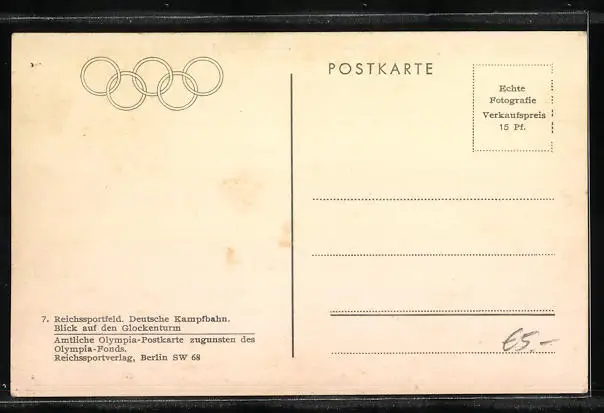 POSTKARTE
Echte
Fotografie
Verkaufspreis
15 Pf.
7. Reichssportfeld. Deutsche Kampfbahn.
Blick auf den Glockenturm
Amtliche Olympia-Postkarte zugunsten des
Olympia-Fonds.
Reichssportverlag, Berlin SW 68
€5.-